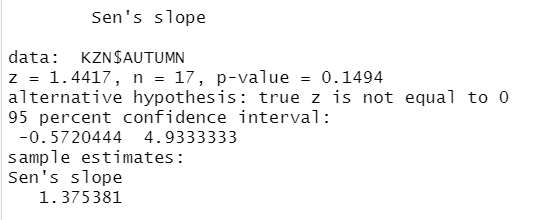 Sen's slope
data:  KZN$AUTUMN
z = 1.4417, n = 17, p-value = 0.1494
alternative hypothesis: true z is not equal to 0
95 percent confidence interval:
-0.5720444  4.9333333
sample estimates:
Sen's slope
1.375381